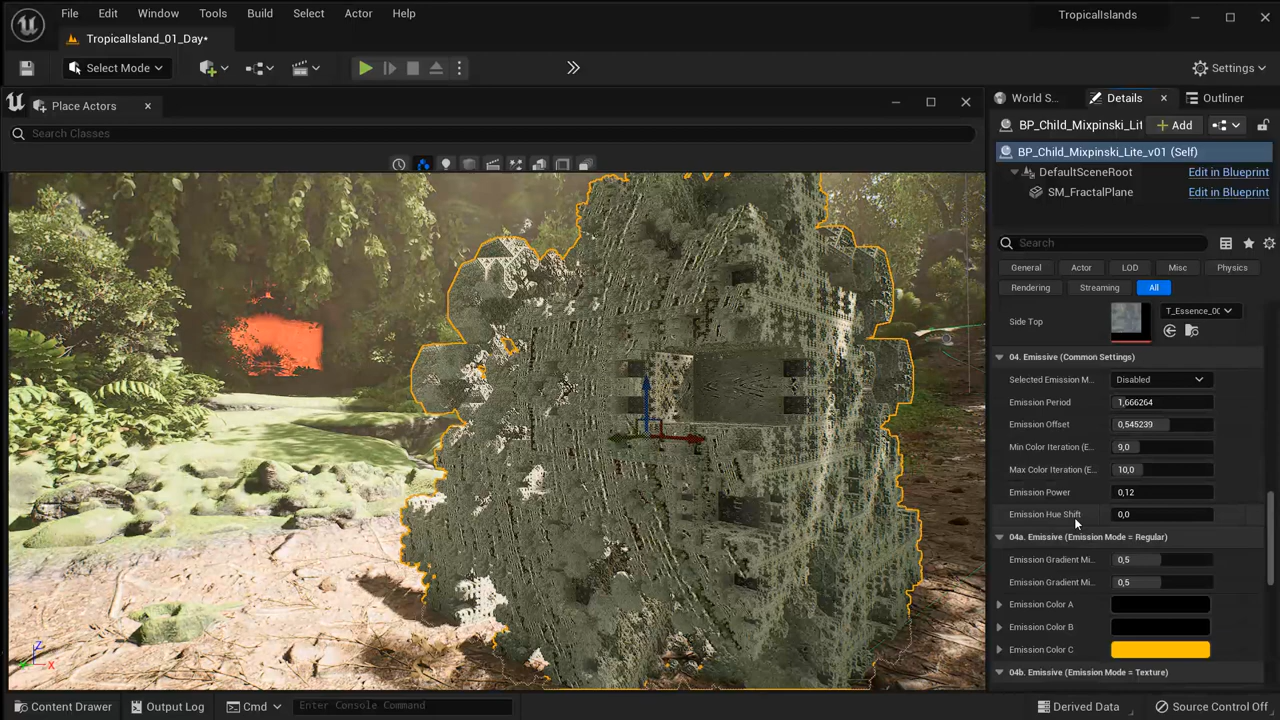 File Edit Window Tools Build Select Actor Help
TropicalIslands
TropicalIsland_01_Day*
Select Mode
Settings
Place Actors
World S...
Details
Outliner
Search Classes
BP_Child_Mixpinski_Lit
Add
BP_Child_Mixpinski_Lite_v01 (Self)
DefaultSceneRoot Edit in Blueprint
SM_FractalPlane Edit in Blueprint
Search
General Actor LOD Misc Physics
Rendering Streaming All
Side Top T_Essence_00
04. Emissive (Common Settings)
Selected Emission M... Disabled
Emission Period 1,666264
Emission Offset 0,545239
Min Color Iteration (E... 9,0
Max Color Iteration (E... 10,0
Emission Power 0,12
Emission Hue Shift 0,0
04a. Emissive (Emission Mode = Regular)
Emission Gradient Mi... 0,5
Emission Gradient Mi... 0,5
Emission Color A
Emission Color B
Emission Color C
04b. Emissive (Emission Mode = Texture)
Z
X
Content Drawer Output Log Cmd Enter Console Command Derived Data Source Control Off